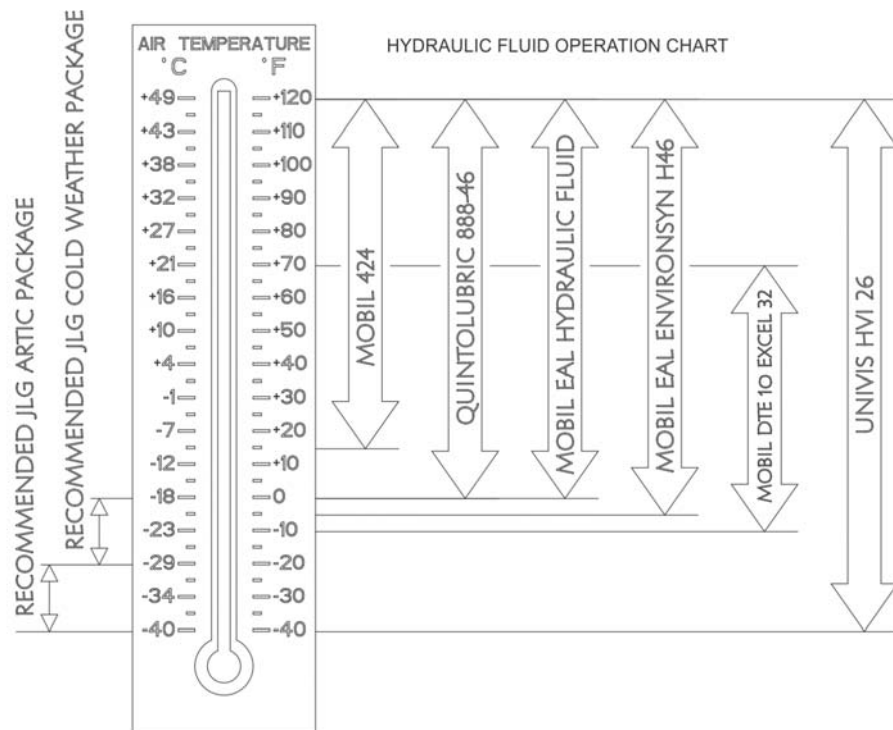 HYDRAULIC FLUID OPERATION CHART
AIR TEMPERATURE
°C °F
+49 +120
+43 +110
+38 +100
+32 +90
+27 +80
+21 +70
+16 +60
+10 +50
+4 +40
-1 +30
-7 +20
-12 +10
-18 0
-23 -10
-29 -20
-34 -30
-40 -40
RECOMMENDED JLG ARTIC PACKAGE
RECOMMENDED JLG COLD WEATHER PACKAGE
MOBIL 424
QUINTOLUBRIC 888-46
MOBIL EAL HYDRAULIC FLUID
MOBIL EAL ENVIRONSYN H46
MOBIL DTE 10 EXCEL 32
UNIVIS HVI 26